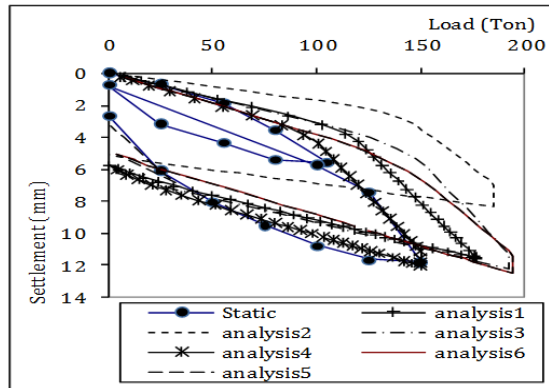 Load (Ton)
0 50 100 150 200
0
2
4
6
8
10
12
14
Settlement (mm)
Static analysis1
analysis2 analysis3
analysis4 analysis6
analysis5